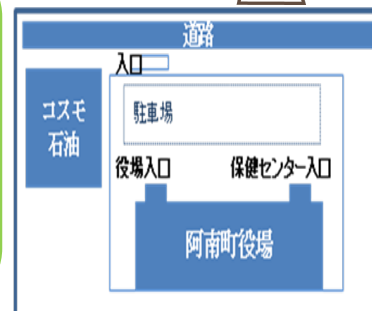 道路
入口
コスモ
石油
駐車場
役場入口
保健センター入口
阿南町役場